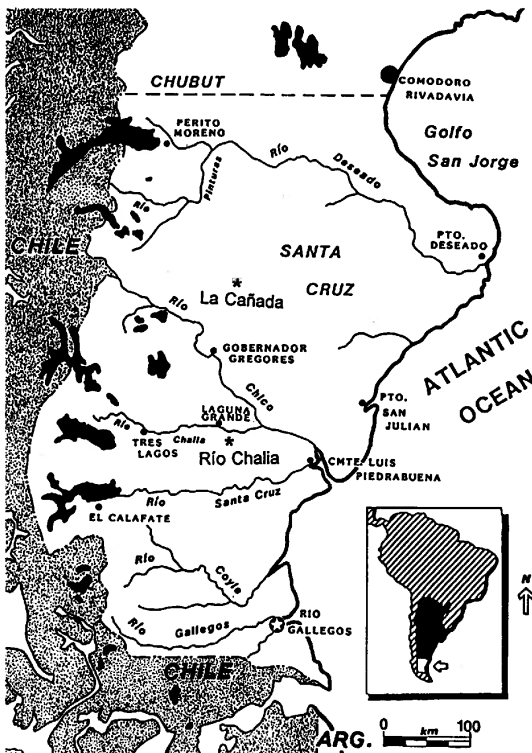 CHUBUT
COMODORO
RIVADAVIA
Golfo
San Jorge
PERITO
MORENO
Río
Deseado
Río
Pinturas
CHILE
SANTA
CRUZ
PTO.
DESEADO
*
La Cañada
Río
Chico
GOBERNADOR
GREGORES
ATLANTIC
OCEAN
PTO.
SAN
JULIAN
LAGUNA
GRANDE
Río
Chalia
TRES
LAGOS
*
Río Chalia
CMTE. LUIS
PIEDRABUENA
Río
Santa Cruz
EL CALAFATE
Río
Coyle
Río
Gallegos
RIO
GALLEGOS
CHILE
ARG.
N
0 km 100